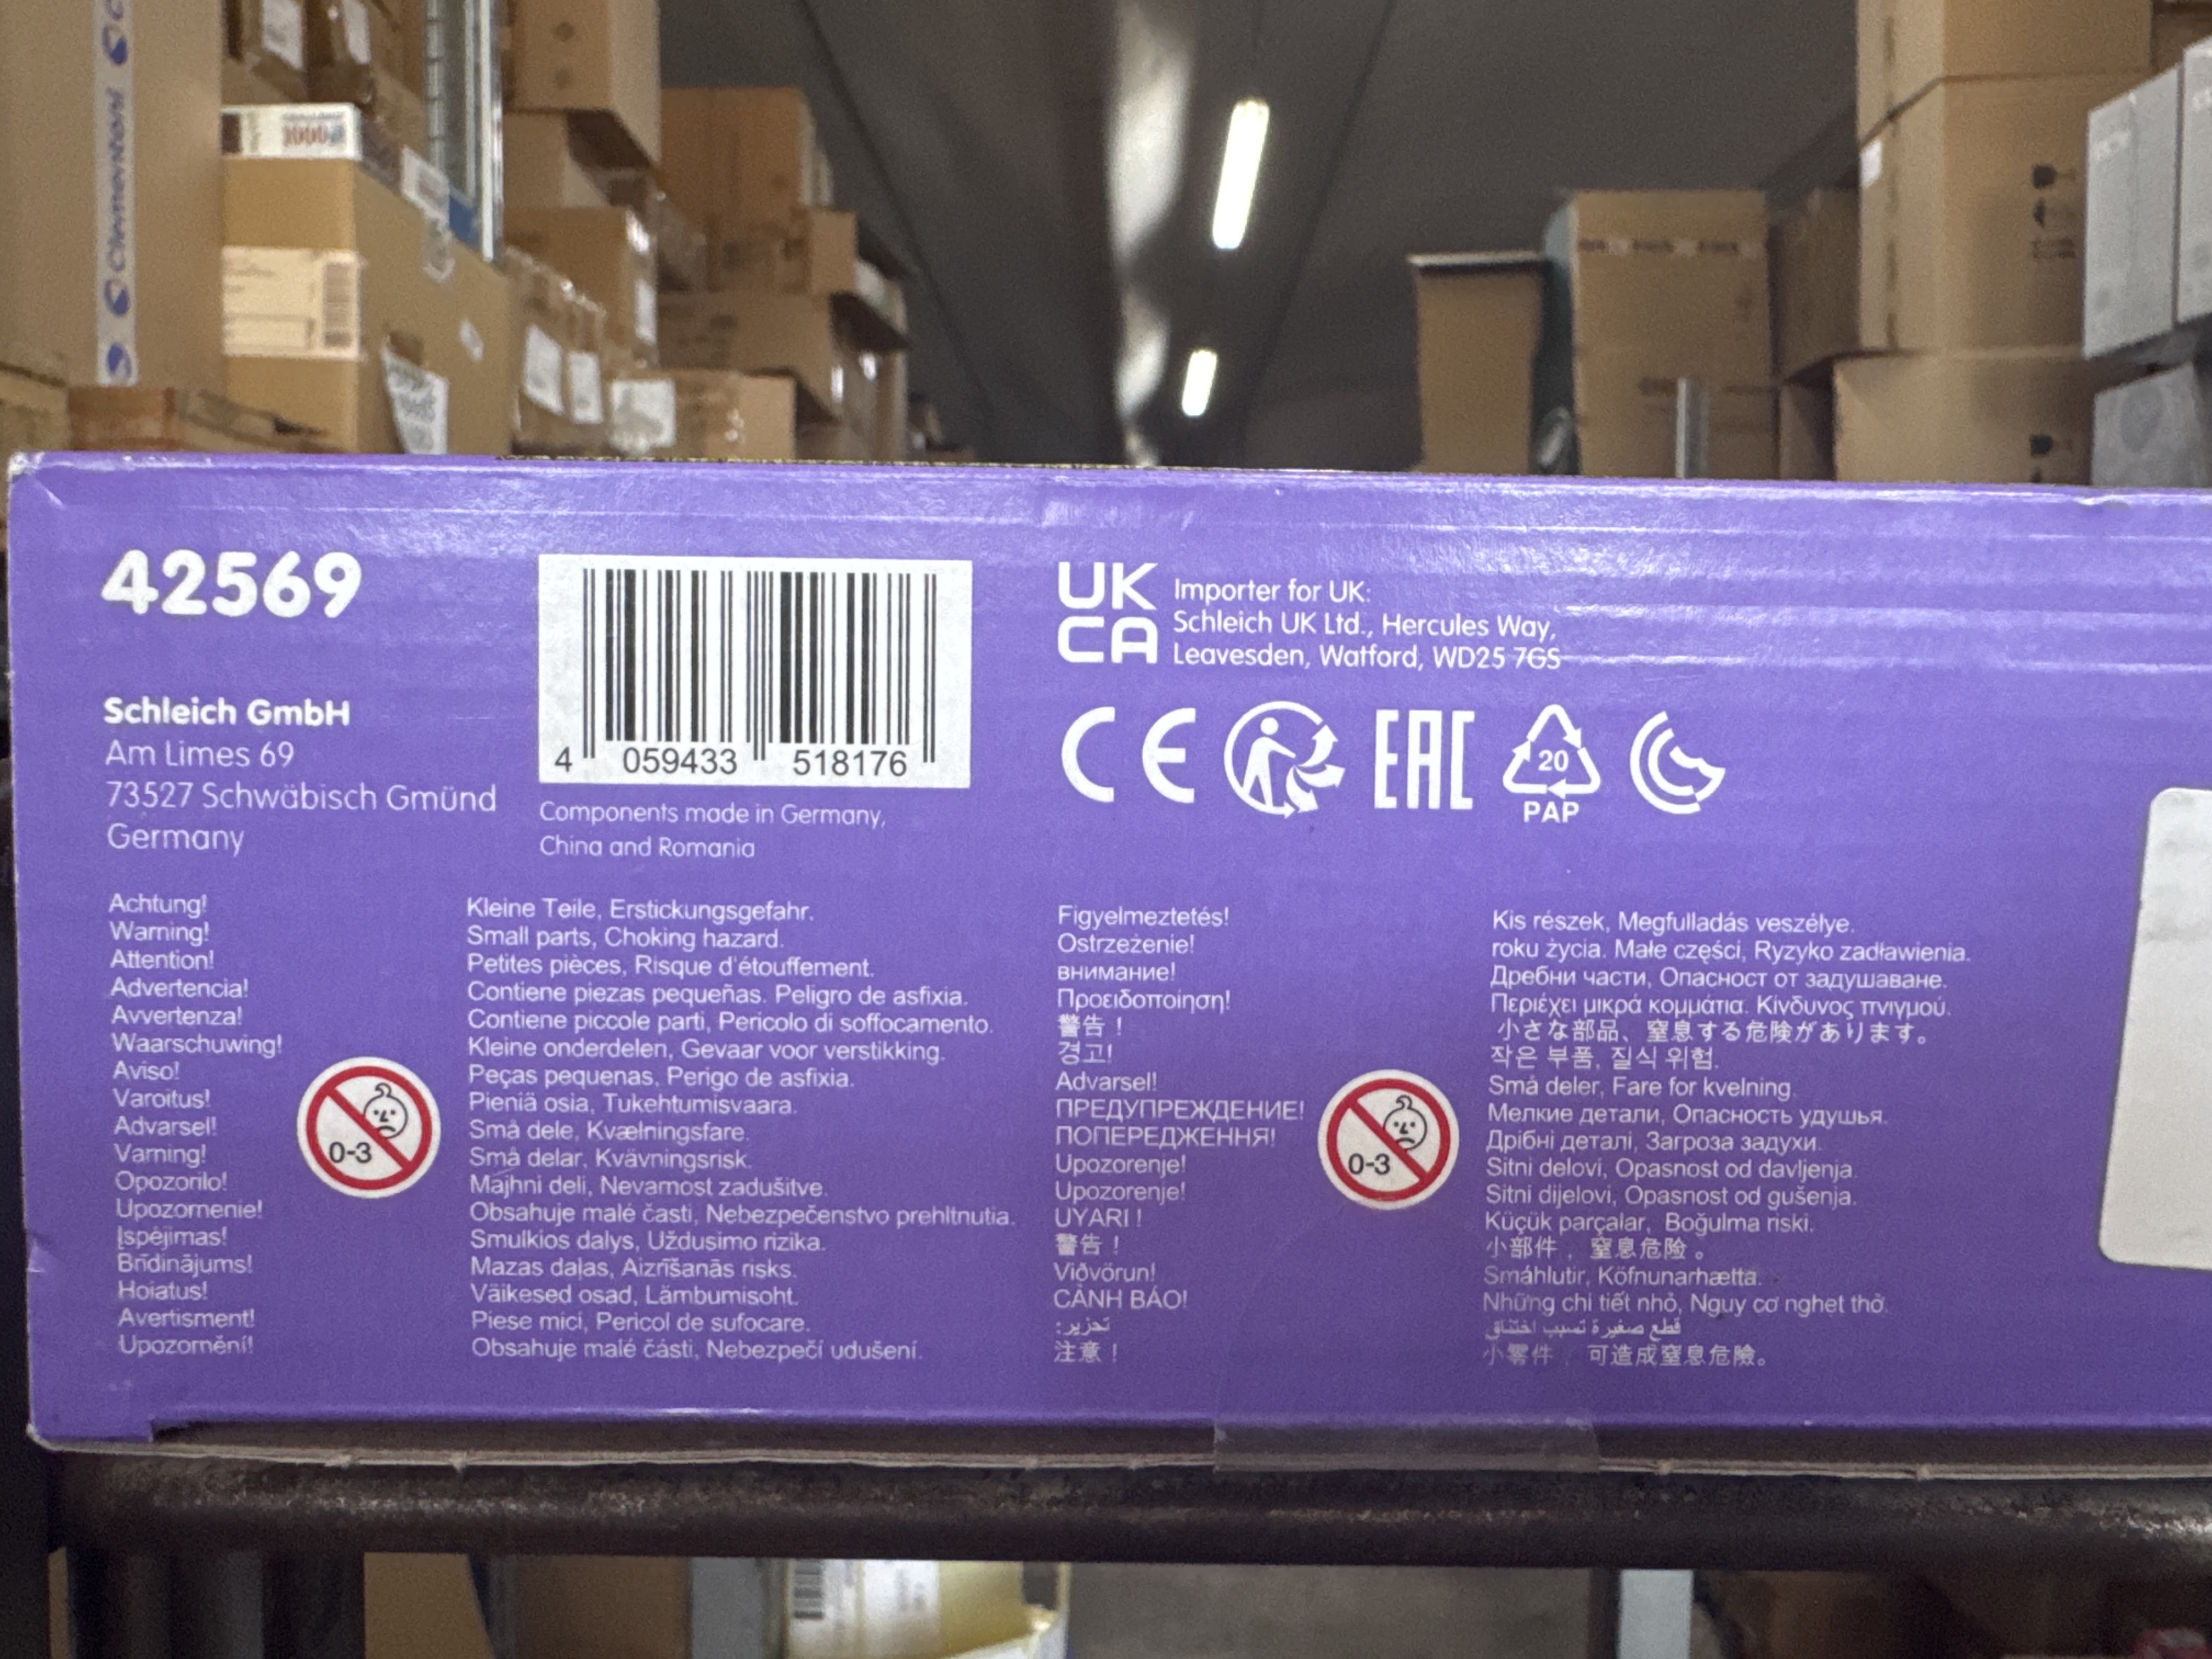 Clementoni
1000
42569
Schleich GmbH
Am Limes 69
73527 Schwäbisch Gmünd
Germany
4 059433 518176
Components made in Germany,
China and Romania
UK
CA
Importer for UK:
Schleich UK Ltd., Hercules Way,
Leavesden, Watford, WD25 7GS
CE
EAC
20
PAP
Achtung!
Warning!
Attention!
Advertencia!
Avvertenza!
Waarschuwing!
Aviso!
Varoitus!
Advarsel!
Varning!
Opozorilo!
Upozornenie!
Įspėjimas!
Brīdinājums!
Hoiatus!
Avertisment!
Upozornění!
0-3
Kleine Teile, Erstickungsgefahr.
Small parts, Choking hazard.
Petites pièces, Risque d'étouffement.
Contiene piezas pequeñas. Peligro de asfixia.
Contiene piccole parti, Pericolo di soffocamento.
Kleine onderdelen, Gevaar voor verstikking.
Peças pequenas, Perigo de asfixia.
Pieniä osia, Tukehtumisvaara.
Små dele, Kvælningsfare.
Små delar, Kvävningsrisk.
Majhni deli, Nevarnost zadušitve.
Obsahuje malé časti, Nebezpečenstvo prehltnutia.
Smulkios dalys, Uždusimo rizika.
Mazas daļas, Aizrīšanās risks.
Väikesed osad, Lämbumisoht.
Piese mici, Pericol de sufocare.
Obsahuje malé části, Nebezpečí udušení.
Figyelmeztetés!
Ostrzeżenie!
внимание!
Προειδοποίηση!
警告！
경고!
Advarsel!
ПРЕДУПРЕЖДЕНИЕ!
ПОПЕРЕДЖЕННЯ!
Upozorenje!
Upozorenje!
UYARI !
警告！
Viðvörun!
CẢNH BÁO!
تحزير:
注意！
0-3
Kis részek, Megfulladás veszélye.
roku życia. Małe części, Ryzyko zadławienia.
Дребни части, Опасност от задушаване.
Περιέχει μικρά κομμάτια. Κίνδυνος πνιγμού.
小さな部品、窒息する危険があります。
작은 부품, 질식 위험.
Små deler, Fare for kvelning.
Мелкие детали, Опасность удушья.
Дрібні деталі, Загроза задухи.
Sitni delovi, Opasnost od davljenja.
Sitni dijelovi, Opasnost od gušenja.
Küçük parçalar, Boğulma riski.
小部件，窒息危险。
Smáhlutir, Köfnunarhætta.
Những chi tiết nhỏ, Nguy cơ nghẹt thở.
قطع صغيرة تسبب اختناق
小零件，可造成窒息危險。